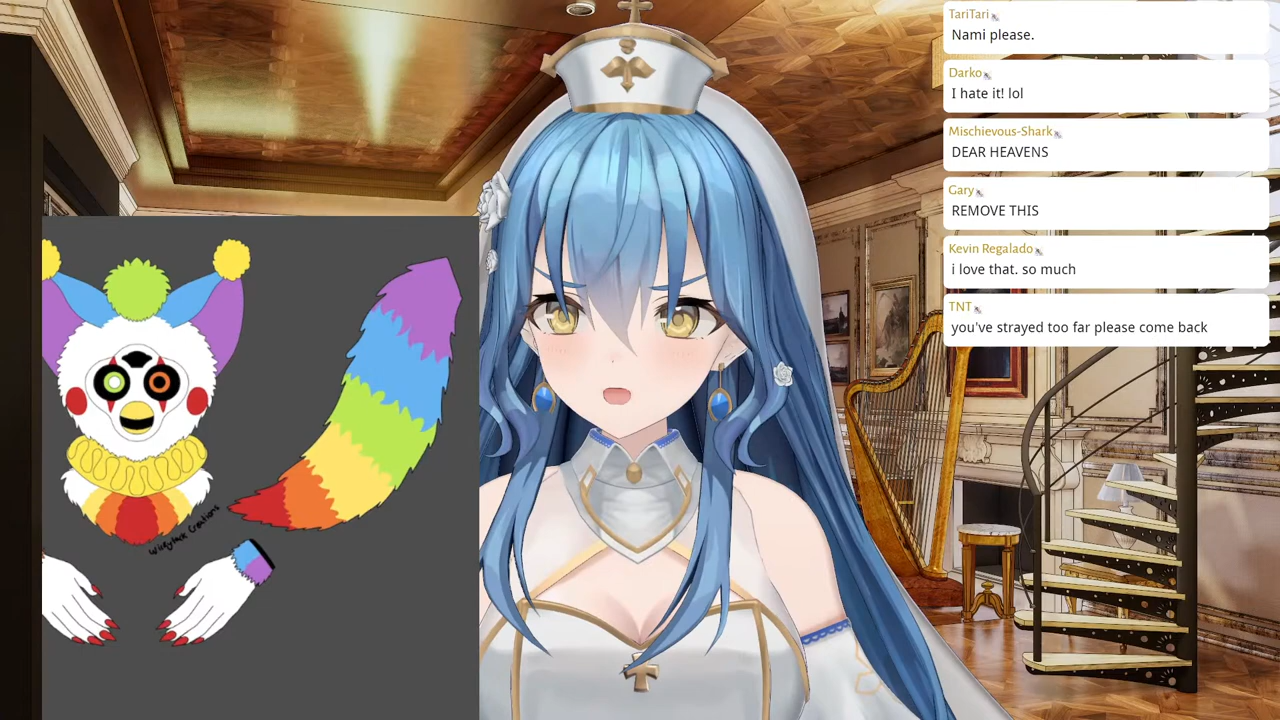 TariTari
Nami please.
Darko
I hate it! lol
Mischievous-Shark
DEAR HEAVENS
Gary
REMOVE THIS
Kevin Regalado
i love that. so much
TNT
you've strayed too far please come back
Creations